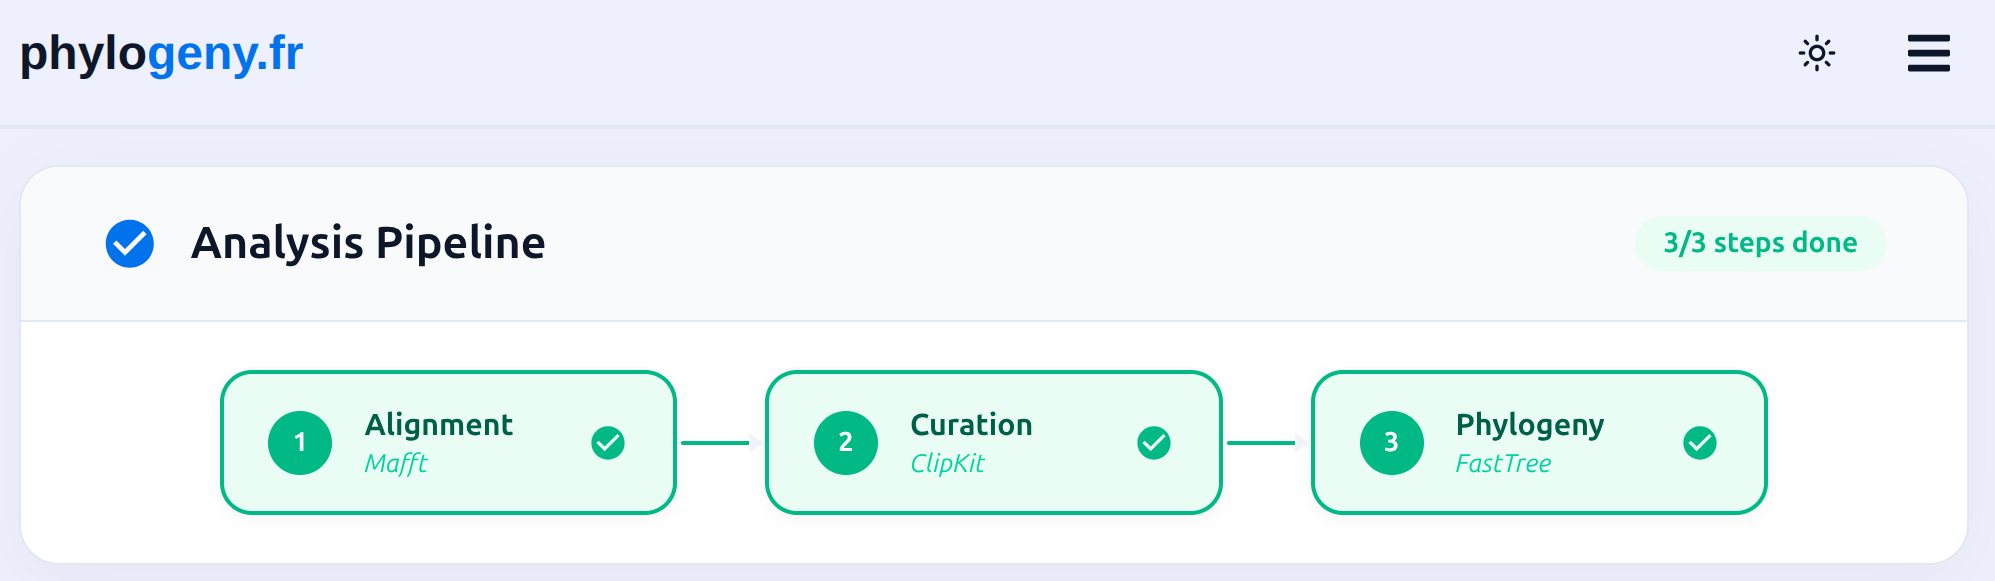 phylogeny.fr
Analysis Pipeline
3/3 steps done
1
Alignment
Mafft
2
Curation
ClipKit
3
Phylogeny
FastTree